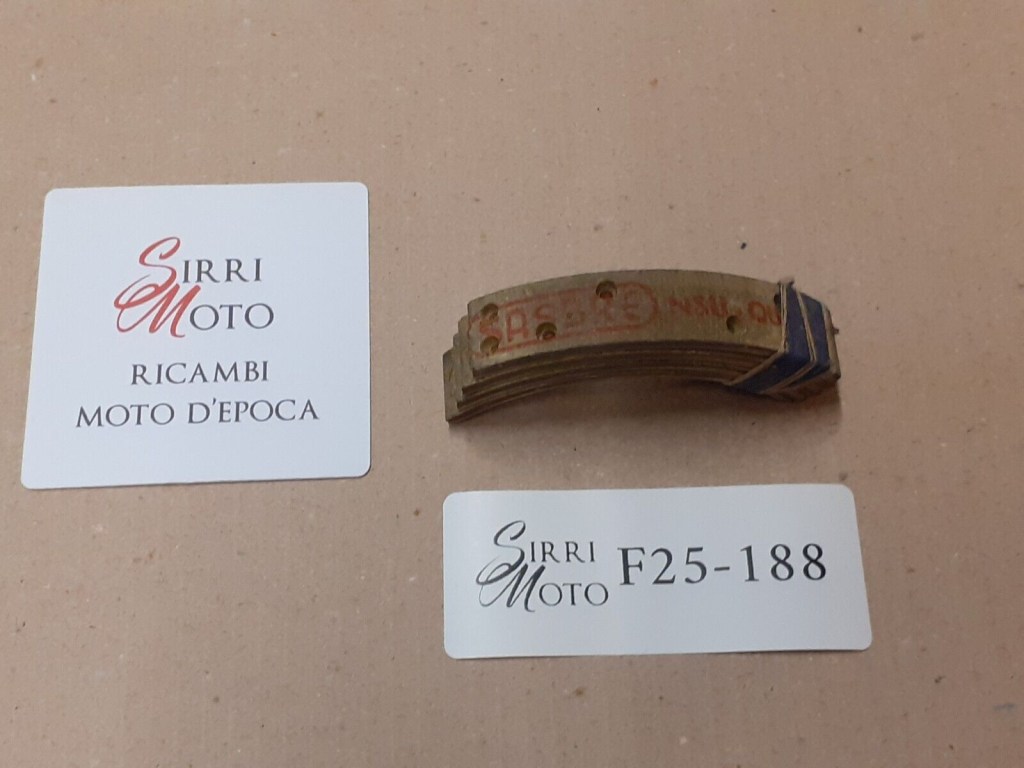 SIRRI
MOTO
RICAMBI
MOTO D'EPOCA
NSU
SIRRI
MOTO F25-188